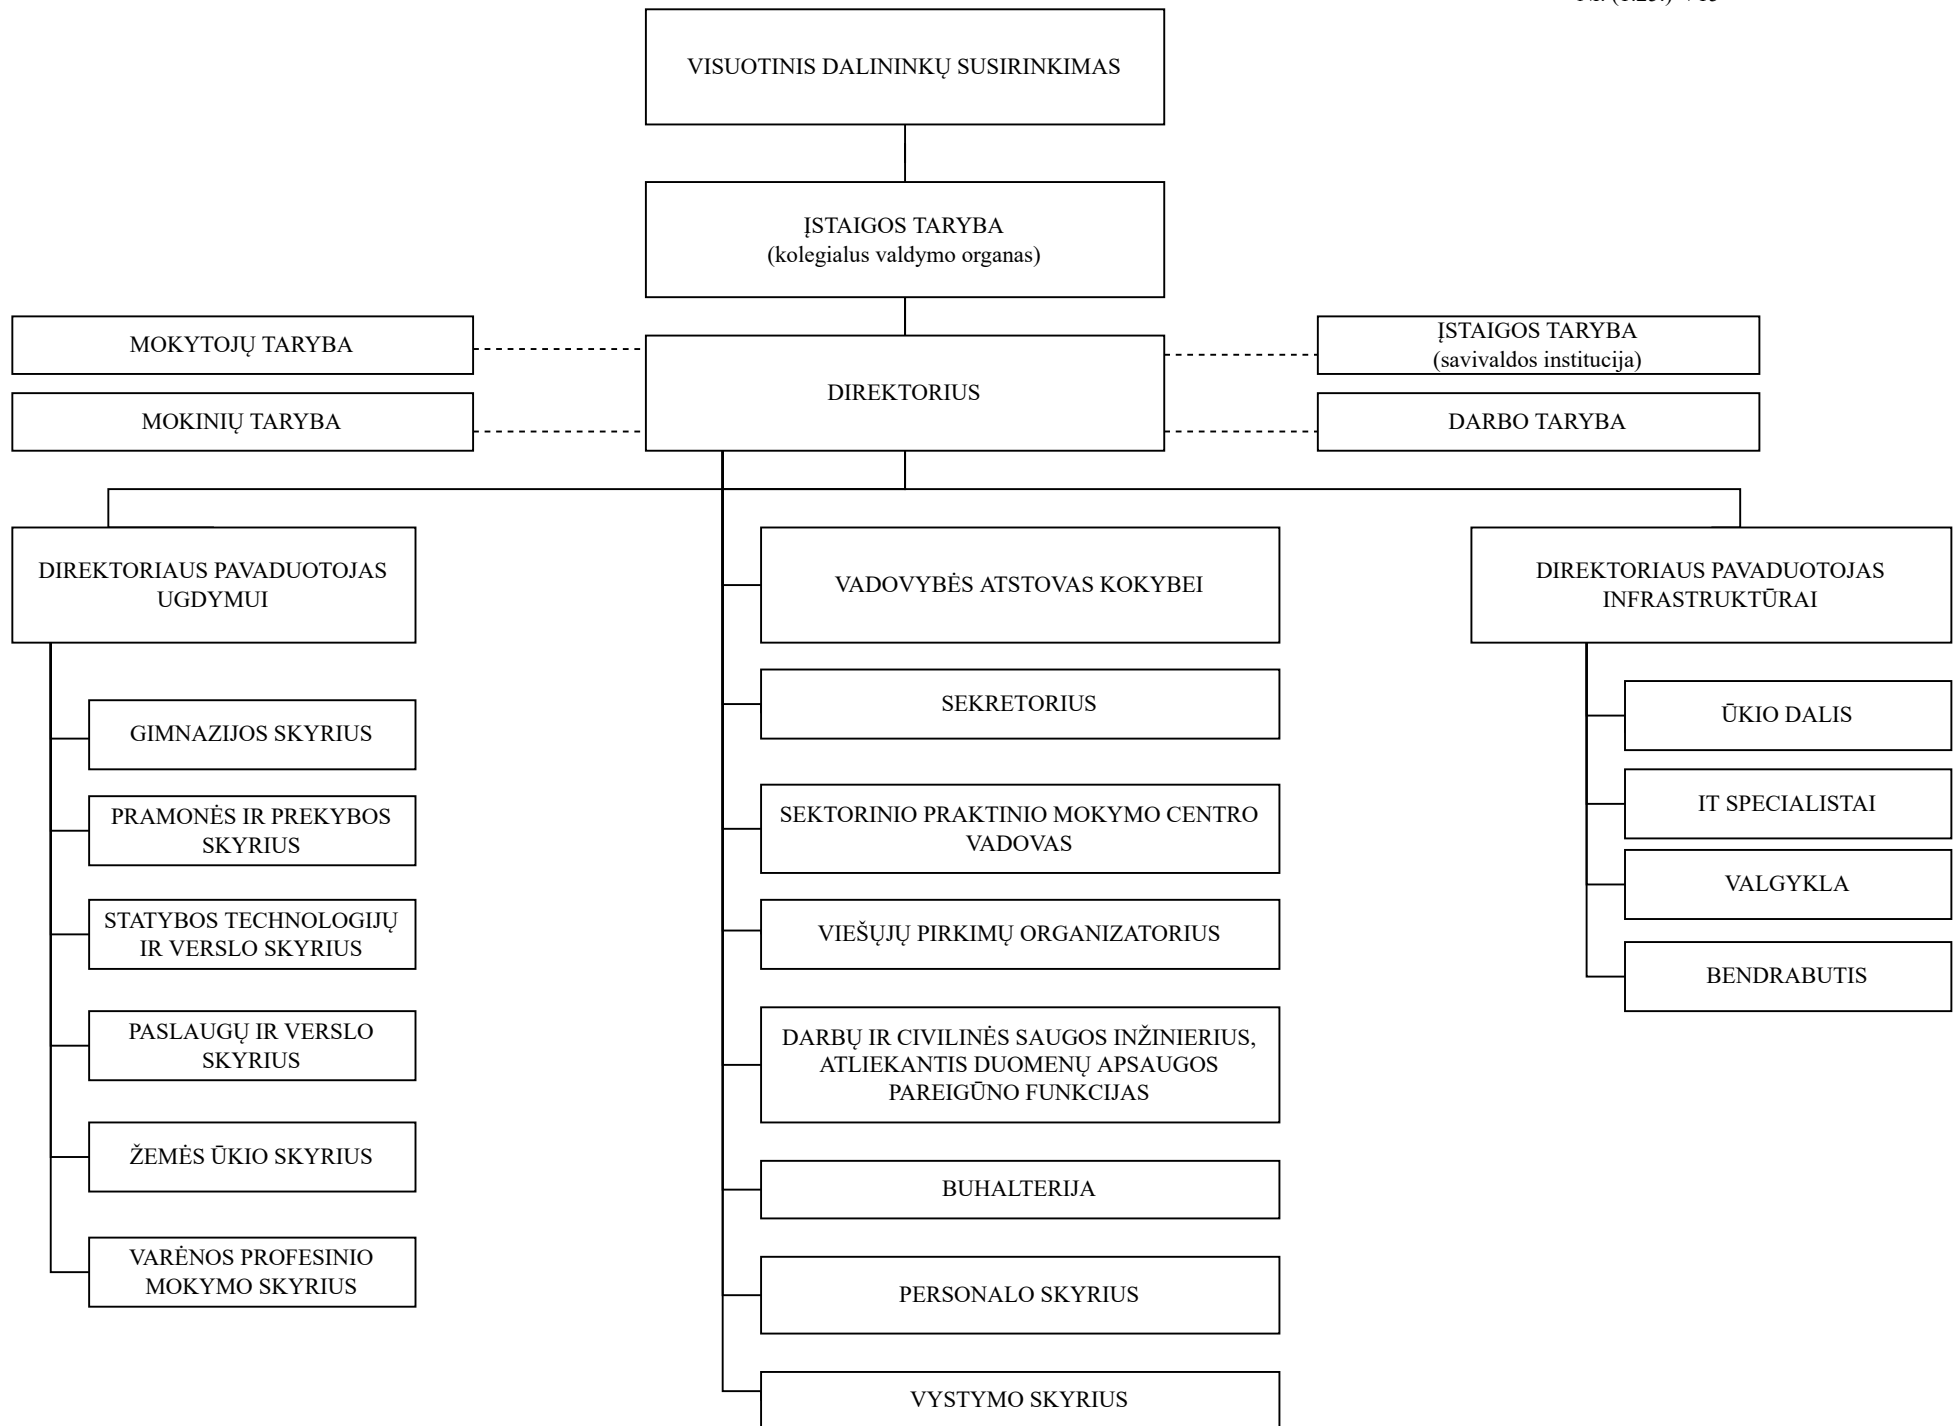 VISUOTINIS DALININKŲ SUSIRINKIMAS
ĮSTAIGOS TARYBA
(kolegialus valdymo organas)
MOKYTOJŲ TARYBA
MOKINIŲ TARYBA
DIREKTORIUS
ĮSTAIGOS TARYBA
(savivaldos institucija)
DARBO TARYBA
DIREKTORIAUS PAVADUOTOJAS
UGDYMUI
GIMNAZIJOS SKYRIUS
PRAMONĖS IR PREKYBOS
SKYRIUS
STATYBOS TECHNOLOGIJŲ
IR VERSLO SKYRIUS
PASLAUGŲ IR VERSLO
SKYRIUS
ŽEMĖS ŪKIO SKYRIUS
VARĖNOS PROFESINIO
MOKYMO SKYRIUS
VADOVYBĖS ATSTOVAS KOKYBEI
SEKRETORIUS
SEKTORINIO PRAKTINIO MOKYMO CENTRO
VADOVAS
VIEŠŲJŲ PIRKIMŲ ORGANIZATORIUS
DARBŲ IR CIVILINĖS SAUGOS INŽINIERIUS,
ATLIEKANTIS DUOMENŲ APSAUGOS
PAREIGŪNO FUNKCIJAS
BUHALTERIJA
PERSONALO SKYRIUS
VYSTYMO SKYRIUS
DIREKTORIAUS PAVADUOTOJAS
INFRASTRUKTŪRAI
ŪKIO DALIS
IT SPECIALISTAI
VALGYKLA
BENDRABUTIS